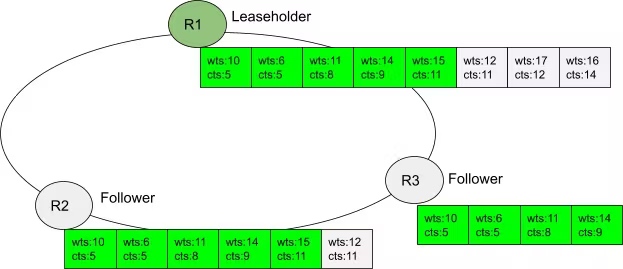 R1
Leaseholder
wts:10 wts:6 wts:11 wts:14 wts:15 wts:12 wts:17 wts:16
cts:5 cts:5 cts:8 cts:9 cts:11 cts:11 cts:12 cts:14
R2
Follower
wts:10 wts:6 wts:11 wts:14 wts:15 wts:12
cts:5 cts:5 cts:8 cts:9 cts:11 cts:11
R3
Follower
wts:10 wts:6 wts:11 wts:14
cts:5 cts:5 cts:8 cts:9